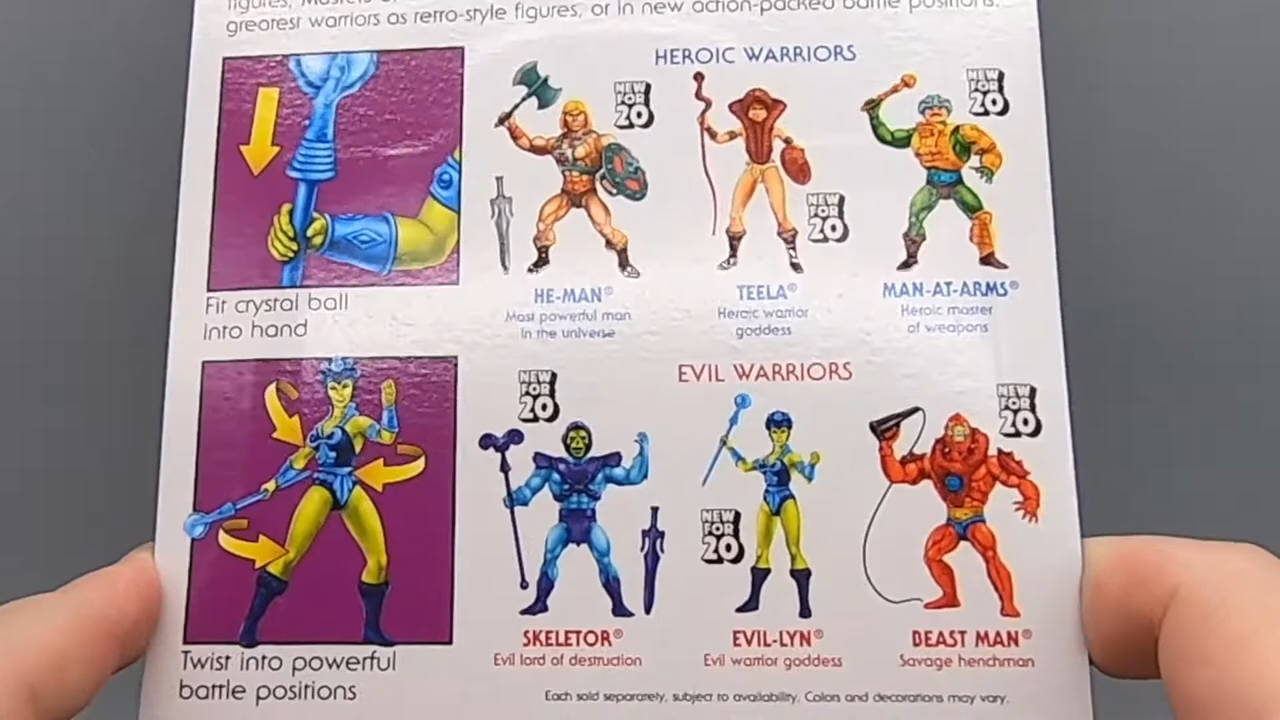 figures, Masters of
greatest warriors as retro-style figures, or in new action-packed battle positions.
HEROIC WARRIORS
NEW
FOR
20
NEW
FOR
20
NEW
FOR
20
Fit crystal ball
into hand
HE-MAN®
Most powerful man
in the universe
TEELA®
Heroic warrior
goddess
MAN-AT-ARMS®
Heroic master
of weapons
EVIL WARRIORS
NEW
FOR
20
NEW
FOR
20
NEW
FOR
20
Twist into powerful
battle positions
SKELETOR®
Evil lord of destruction
EVIL-LYN®
Evil warrior goddess
BEAST MAN®
Savage henchman
Each sold separately, subject to availability. Colors and decorations may vary.